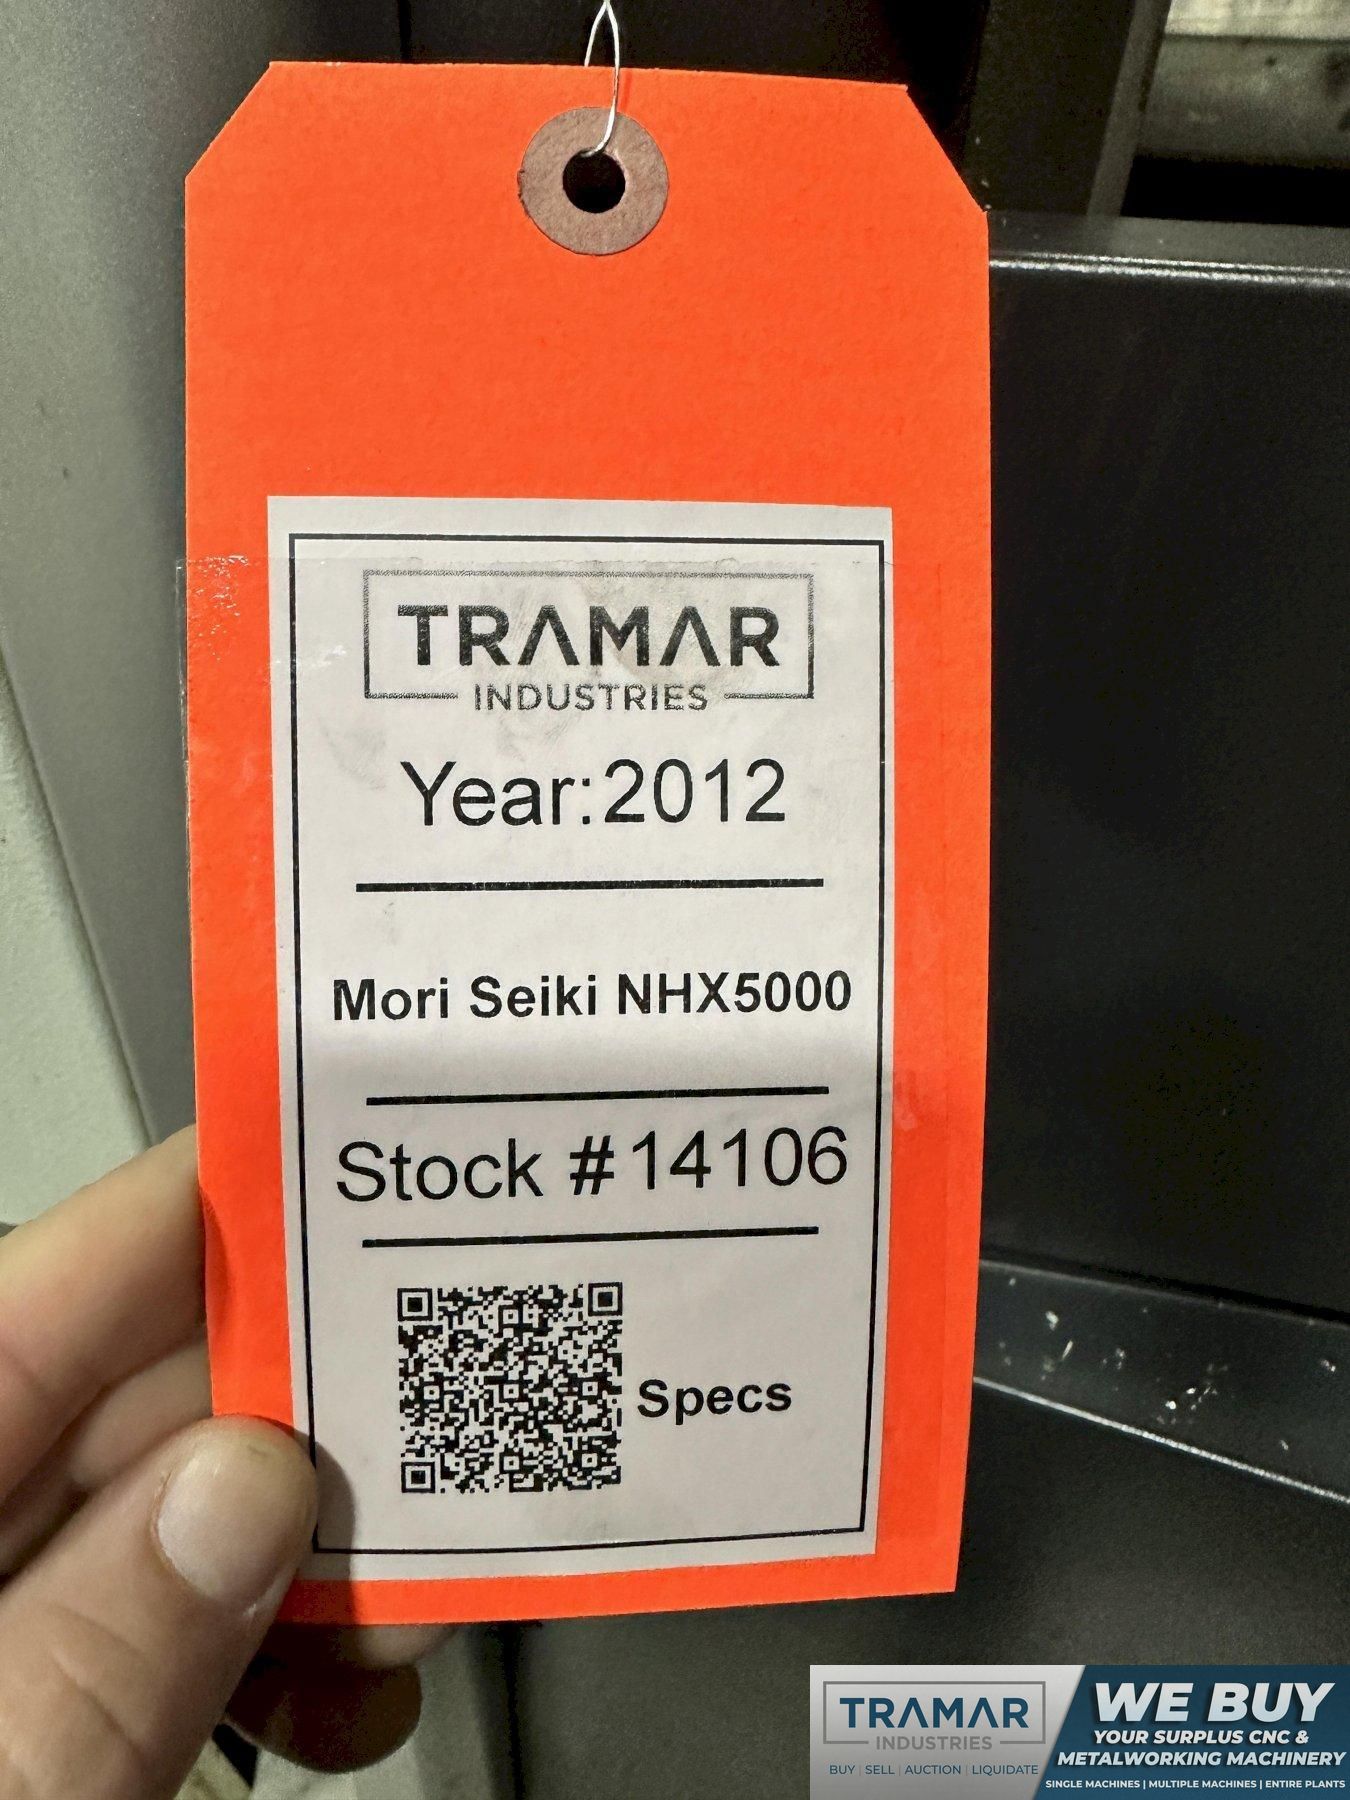 TRAMAR
INDUSTRIES
Year:2012
Mori Seiki NHX5000
Stock #14106
Specs
TRAMAR
INDUSTRIES
BUY | SELL | AUCTION | LIQUIDATE
WE BUY
YOUR SURPLUS CNC &
METALWORKING MACHINERY
SINGLE MACHINES | MULTIPLE MACHINES | ENTIRE PLANTS